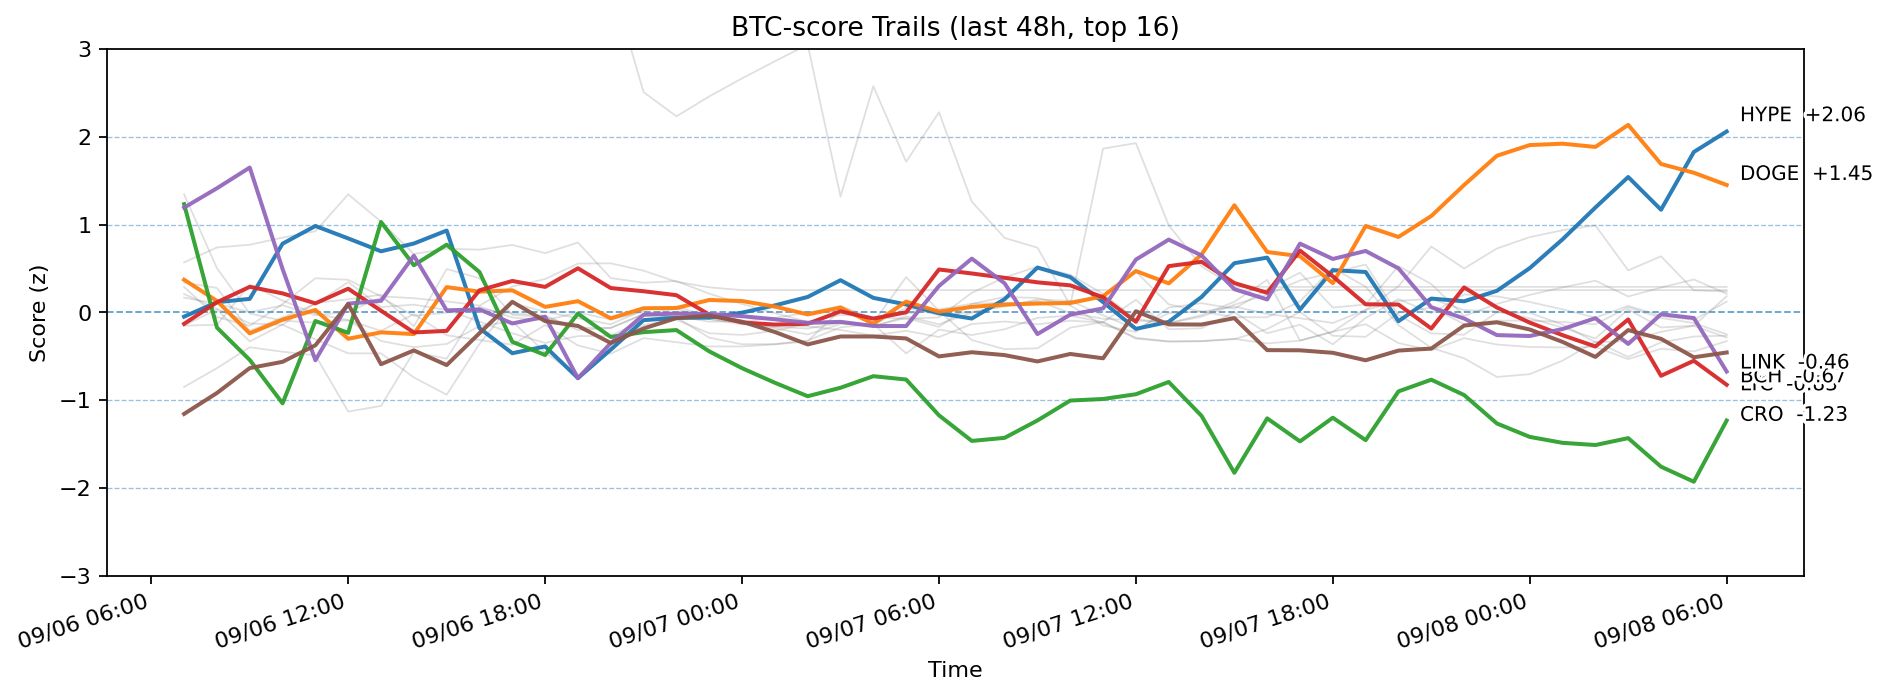 BTC-score Trails (last 48h, top 16)
Score (z)
3
2
1
0
−1
−2
−3
HYPE +2.06
DOGE +1.45
LINK -0.46
BCH -0.67
CRO -1.23
09/06 06:00
09/06 12:00
09/06 18:00
09/07 00:00
09/07 06:00
09/07 12:00
09/07 18:00
09/08 00:00
09/08 06:00
Time